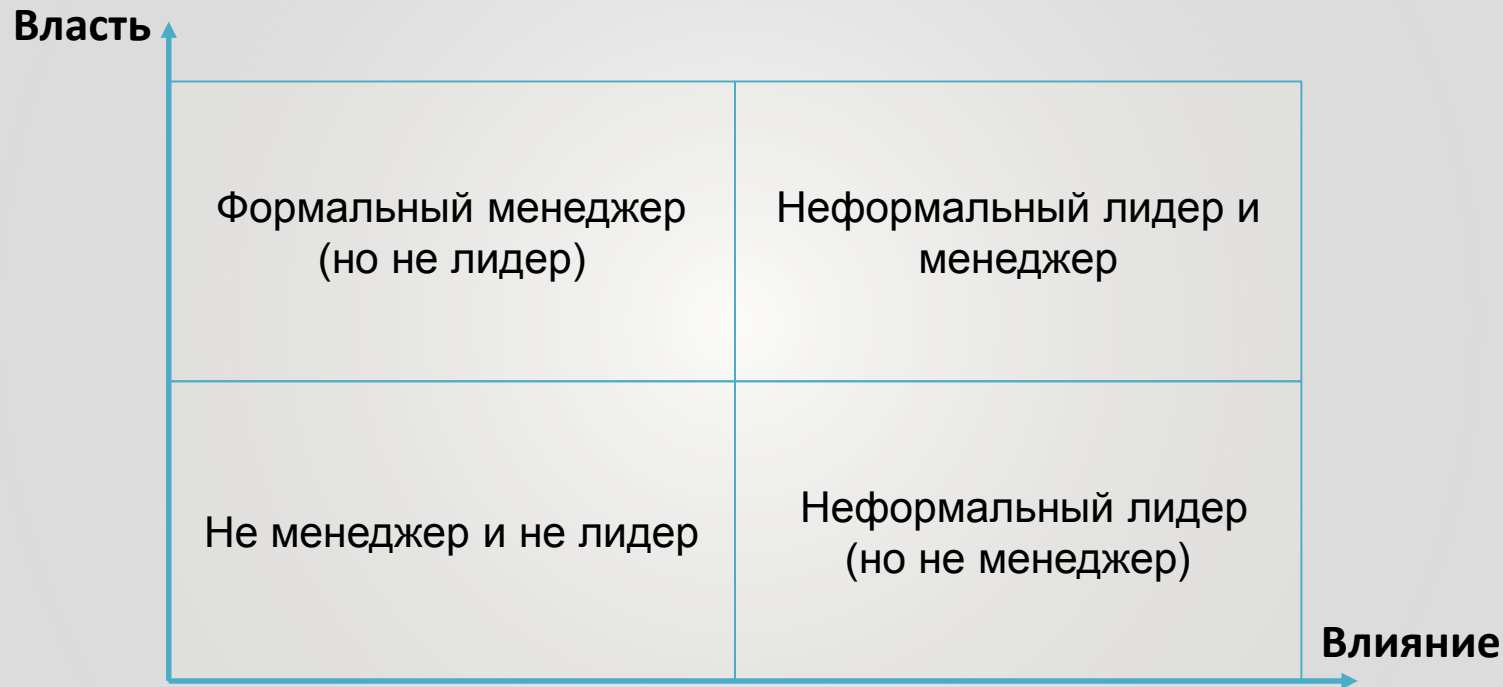 Власть
Формальный менеджер
(но не лидер)
Неформальный лидер и
менеджер
Не менеджер и не лидер
Неформальный лидер
(но не менеджер)
Влияние